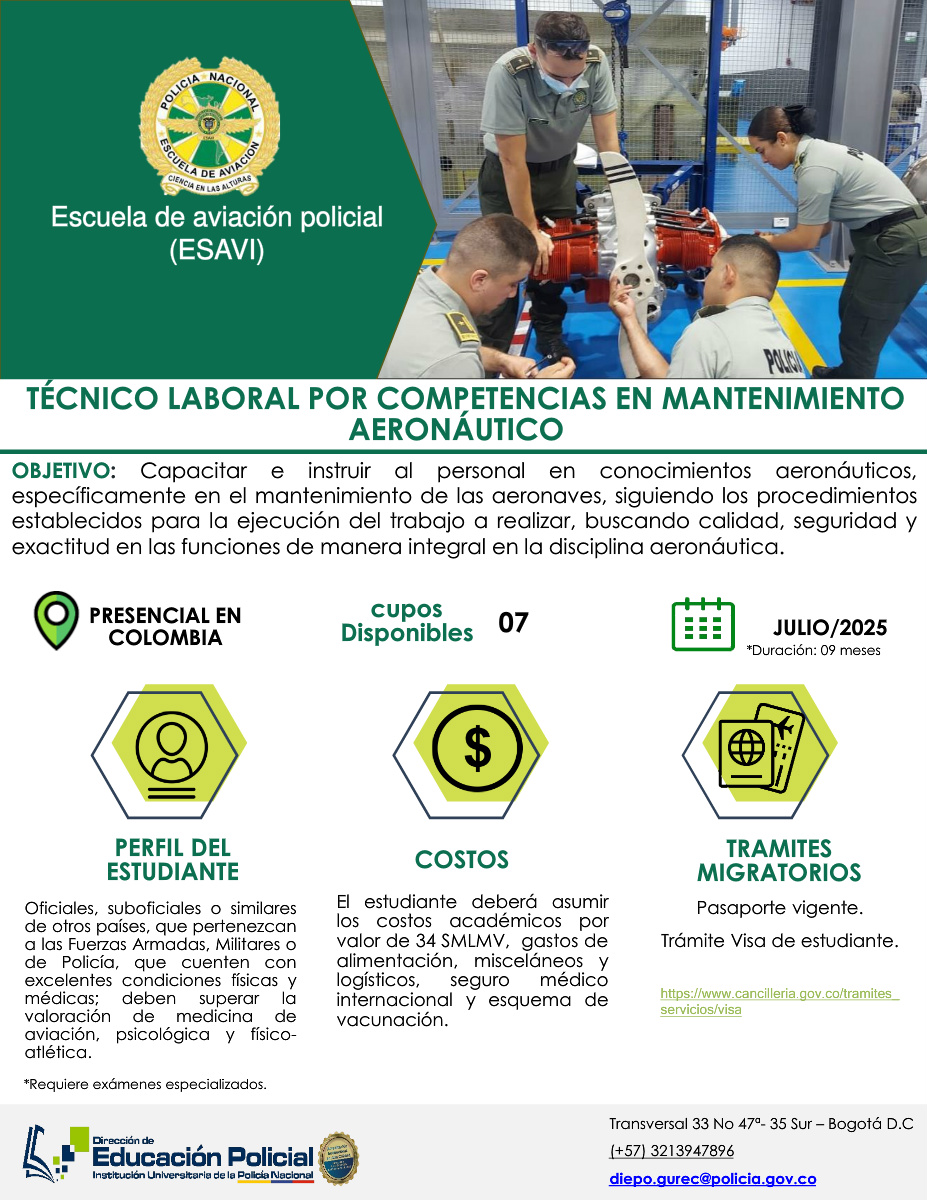 POLICIA NACIONAL
ESCUELA DE AVIACIÓN
CIENCIA EN LAS ALTURAS
Escuela de aviación policial
(ESAVI)
POLICIA
TÉCNICO LABORAL POR COMPETENCIAS EN MANTENIMIENTO
AERONÁUTICO
OBJETIVO: Capacitar e instruir al personal en conocimientos aeronáuticos,
específicamente en el mantenimiento de las aeronaves, siguiendo los procedimientos
establecidos para la ejecución del trabajo a realizar, buscando calidad, seguridad y
exactitud en las funciones de manera integral en la disciplina aeronáutica.
PRESENCIAL EN
COLOMBIA
cupos
Disponibles
07
JULIO/2025
*Duración: 09 meses
$
PERFIL DEL
ESTUDIANTE
Oficiales, suboficiales o similares
de otros países, que pertenezcan
a las Fuerzas Armadas, Militares o
de Policía, que cuenten con
excelentes condiciones físicas y
médicas; deben superar la
valoración de medicina de
aviación, psicológica y físico-
atlética.
*Requiere exámenes especializados.
COSTOS
El estudiante deberá asumir
los costos académicos por
valor de 34 SMLMV, gastos de
alimentación, misceláneos y
logísticos, seguro médico
internacional y esquema de
vacunación.
TRAMITES
MIGRATORIOS
Pasaporte vigente.
Trámite Visa de estudiante.
https://www.cancilleria.gov.co/tramites_
servicios/visa
Dirección de
Educación Policial
Institución Universitaria de la Policía Nacional
Transversal 33 No 47ª- 35 Sur – Bogotá D.C
(+57) 3213947896
diepo.gurec@policia.gov.co